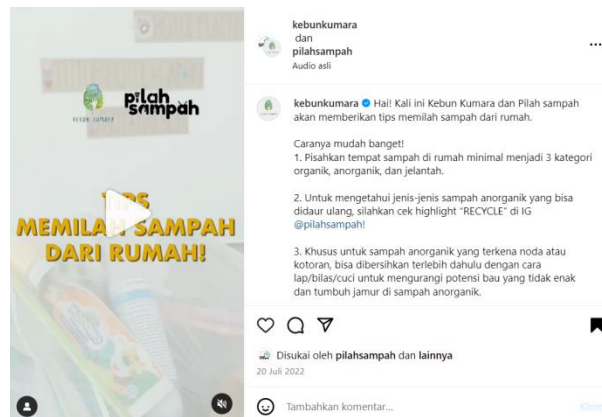 kebun kumara
pilah
sampah
TIPS
MEMILAH SAMPAH
DARI RUMAH!
kebunkumara
dan
pilahsampah
Audio asli
kebunkumara Hai! Kali ini Kebun Kumara dan Pilah sampah
akan memberikan tips memilah sampah dari rumah.
Caranya mudah banget!
1. Pisahkan tempat sampah di rumah minimal menjadi 3 kategori
organik, anorganik, dan jelantah.
2. Untuk mengetahui jenis-jenis sampah anorganik yang bisa
didaur ulang, silahkan cek highlight "RECYCLE" di IG
@pilahsampah!
3. Khusus untuk sampah anorganik yang terkena noda atau
kotoran, bisa dibersihkan terlebih dahulu dengan cara
lap/bilas/cuci untuk mengurangi potensi bau yang tidak enak
dan tumbuh jamur di sampah anorganik.
Disukai oleh pilahsampah dan lainnya
20 Juli 2022
Tambahkan komentar...
Kirim